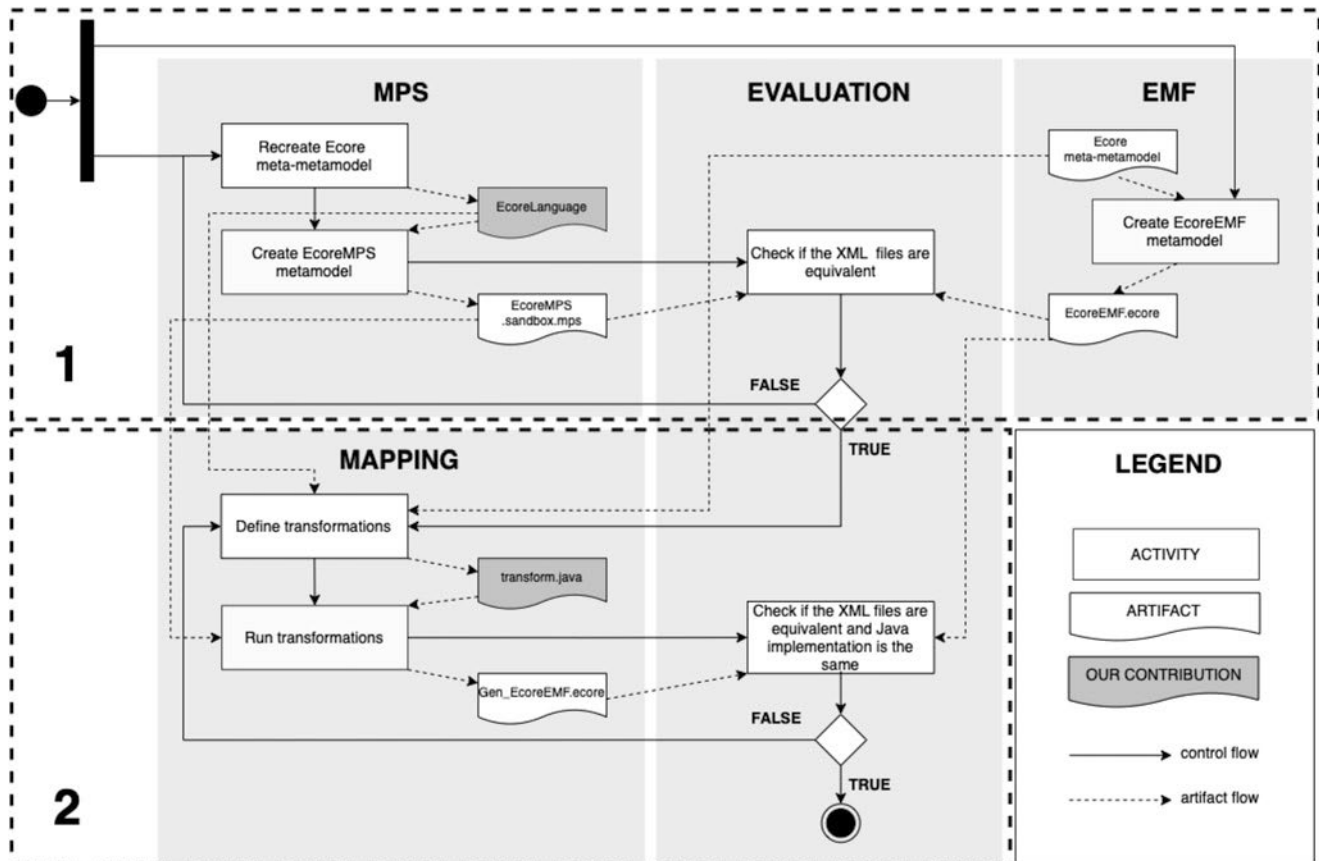 MPS
EVALUATION
EMF
Recreate Ecore
meta-metamodel
Ecore
meta-metamodel
EcoreLanguage
Create EcoreMPS
metamodel
Check if the XML files are
equivalent
Create EcoreEMF
metamodel
EcoreMPS
.sandbox.mps
EcoreEMF.ecore
1
FALSE
TRUE
MAPPING
LEGEND
Define transformations
ACTIVITY
transform.java
ARTIFACT
Run transformations
Check if the XML files are
equivalent and Java
implementation is the
same
OUR CONTRIBUTION
Gen_EcoreEMF.ecore
FALSE
control flow
TRUE
artifact flow
2